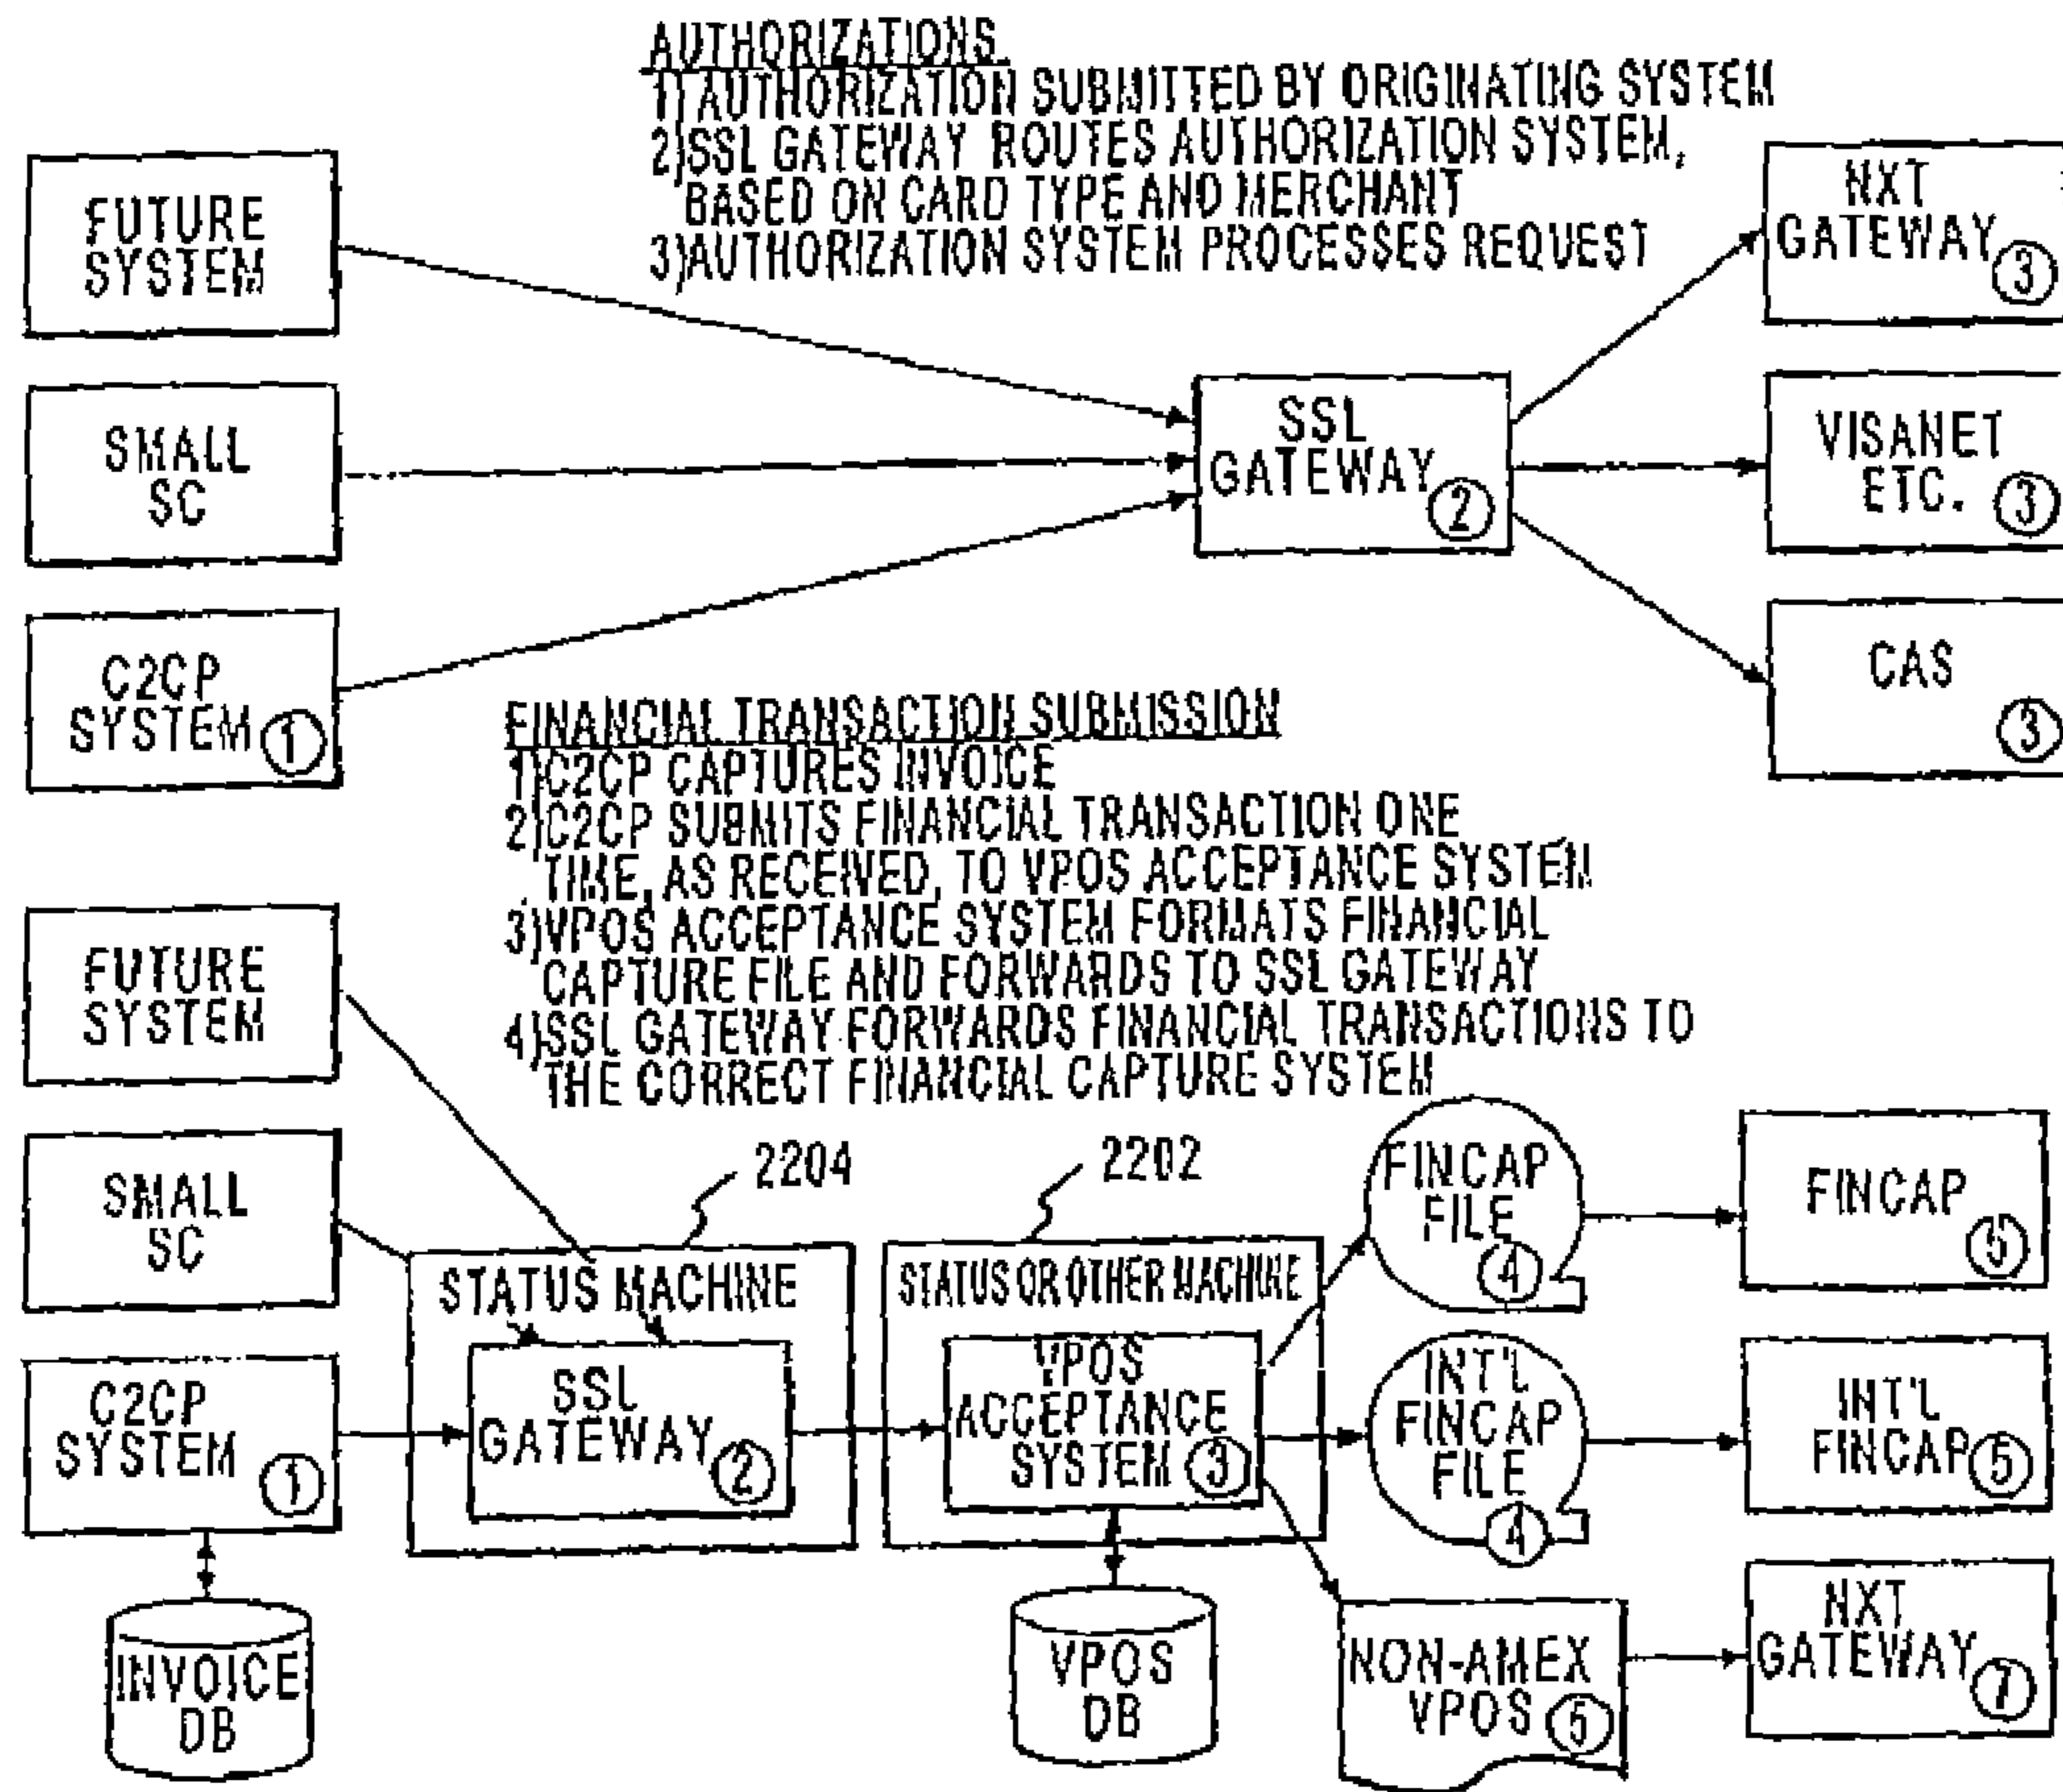 AUTHORIZATIONS
1) AUTHORIZATION SUBMITTED BY ORIGINATING SYSTEM
2) SSL GATEWAY ROUTES AUTHORIZATION SYSTEM,
BASED ON CARD TYPE AND MERCHANT
3) AUTHORIZATION SYSTEM PROCESSES REQUEST
FUTURE
SYSTEM
SMALL
SC
C2CP
SYSTEM 1
SSL
GATEWAY 2
NXT
GATEWAY 3
VISANET
ETC. 3
CAS
3
FINANCIAL TRANSACTION SUBMISSION
1) C2CP CAPTURES INVOICE
2) C2CP SUBMITS FINANCIAL TRANSACTION ONE
TIME, AS RECEIVED, TO VPOS ACCEPTANCE SYSTEM
3) VPOS ACCEPTANCE SYSTEM FORMATS FINANCIAL
CAPTURE FILE AND FORWARDS TO SSL GATEWAY
4) SSL GATEWAY FORWARDS FINANCIAL TRANSACTIONS TO
THE CORRECT FINANCIAL CAPTURE SYSTEM
FUTURE
SYSTEM
SMALL
SC
C2CP
SYSTEM 1
INVOICE
DB
2204
STATUS MACHINE
SSL
GATEWAY 2
2202
STATUS OR OTHER MACHINE
VPOS
ACCEPTANCE
SYSTEM 3
VPOS
DB
FINCAP
FILE
4
INT'L
FINCAP
FILE
4
NON-AMEX
VPOS
FINCAP
5
INT'L
FINCAP 5
NXT
GATEWAY 7